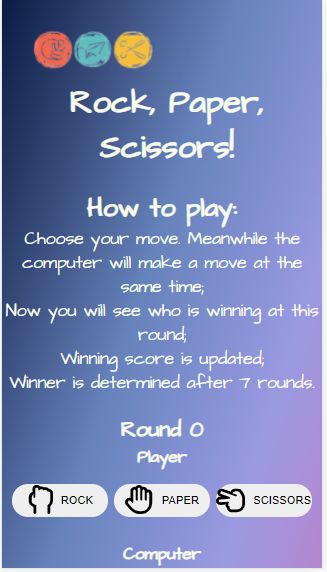 Rock, Paper,
Scissors!
How to play:
Choose your move. Meanwhile the
computer will make a move at the
same time;
Now you will see who is winning at this
round;
Winning score is updated;
Winner is determined after 7 rounds.
Round 0
Player
ROCK PAPER SCISSORS
Computer